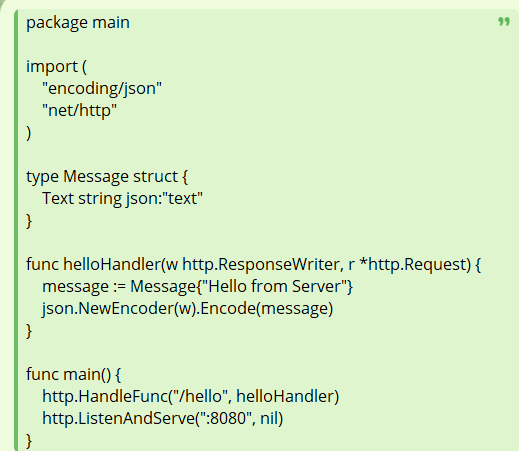 package main
import (
"encoding/json"
"net/http"
)
type Message struct {
Text string json:"text"
}
func helloHandler(w http.ResponseWriter, r *http.Request) {
message := Message{"Hello from Server"}
json.NewEncoder(w).Encode(message)
}
func main() {
http.HandleFunc("/hello", helloHandler)
http.ListenAndServe(":8080", nil)
}